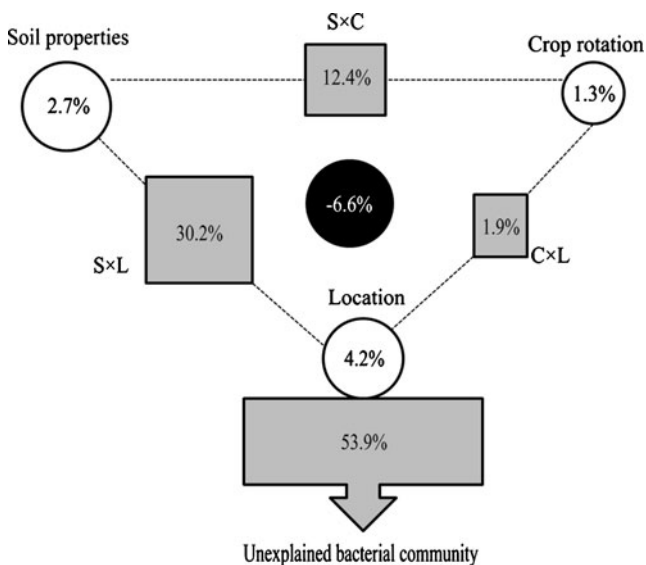 S×C
Soil properties
Crop rotation
12.4%
2.7%
1.3%
-6.6%
30.2%
1.9%
S×L
C×L
Location
4.2%
53.9%
Unexplained bacterial community